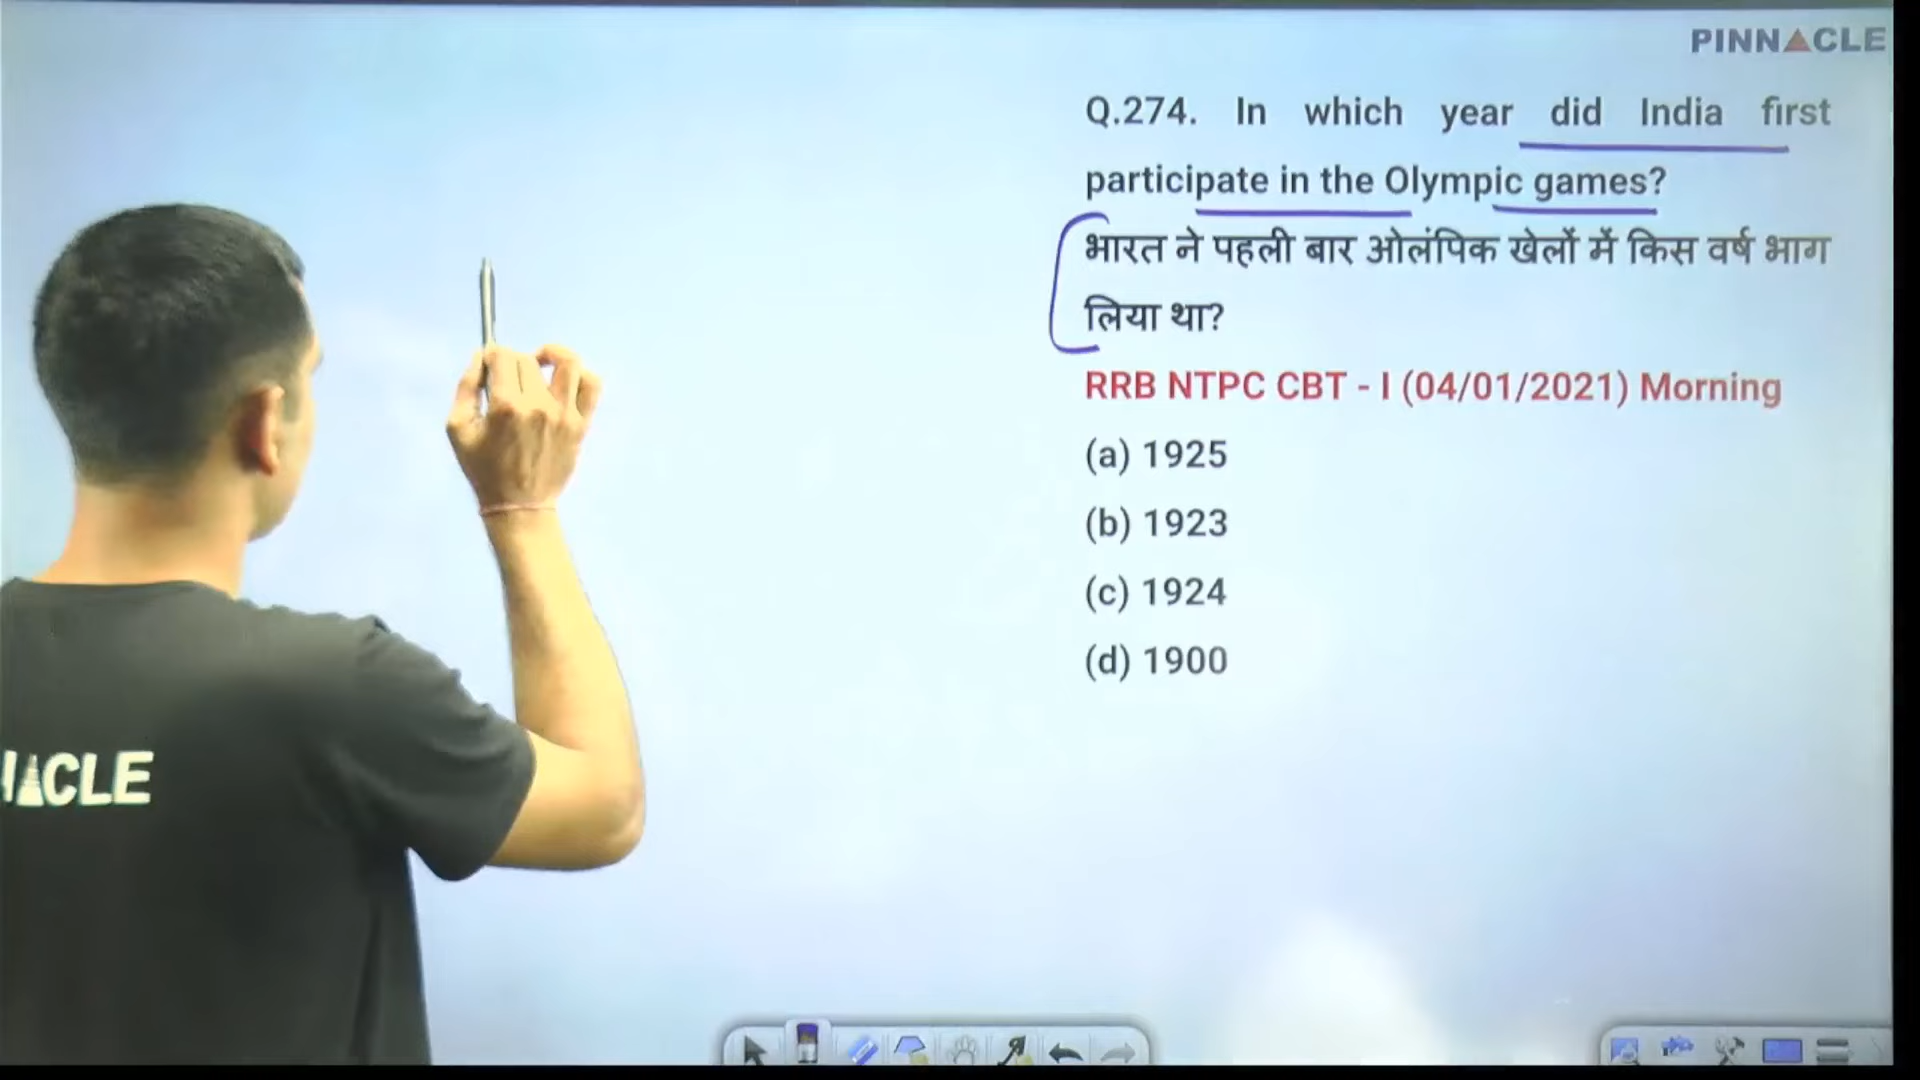 PINNACLE
Q.274. In which year did India first
participate in the Olympic games?
भारत ने पहली बार ओलंपिक खेलों में किस वर्ष भाग
लिया था?
RRB NTPC CBT - I (04/01/2021) Morning
(a) 1925
(b) 1923
(c) 1924
(d) 1900
NACLE